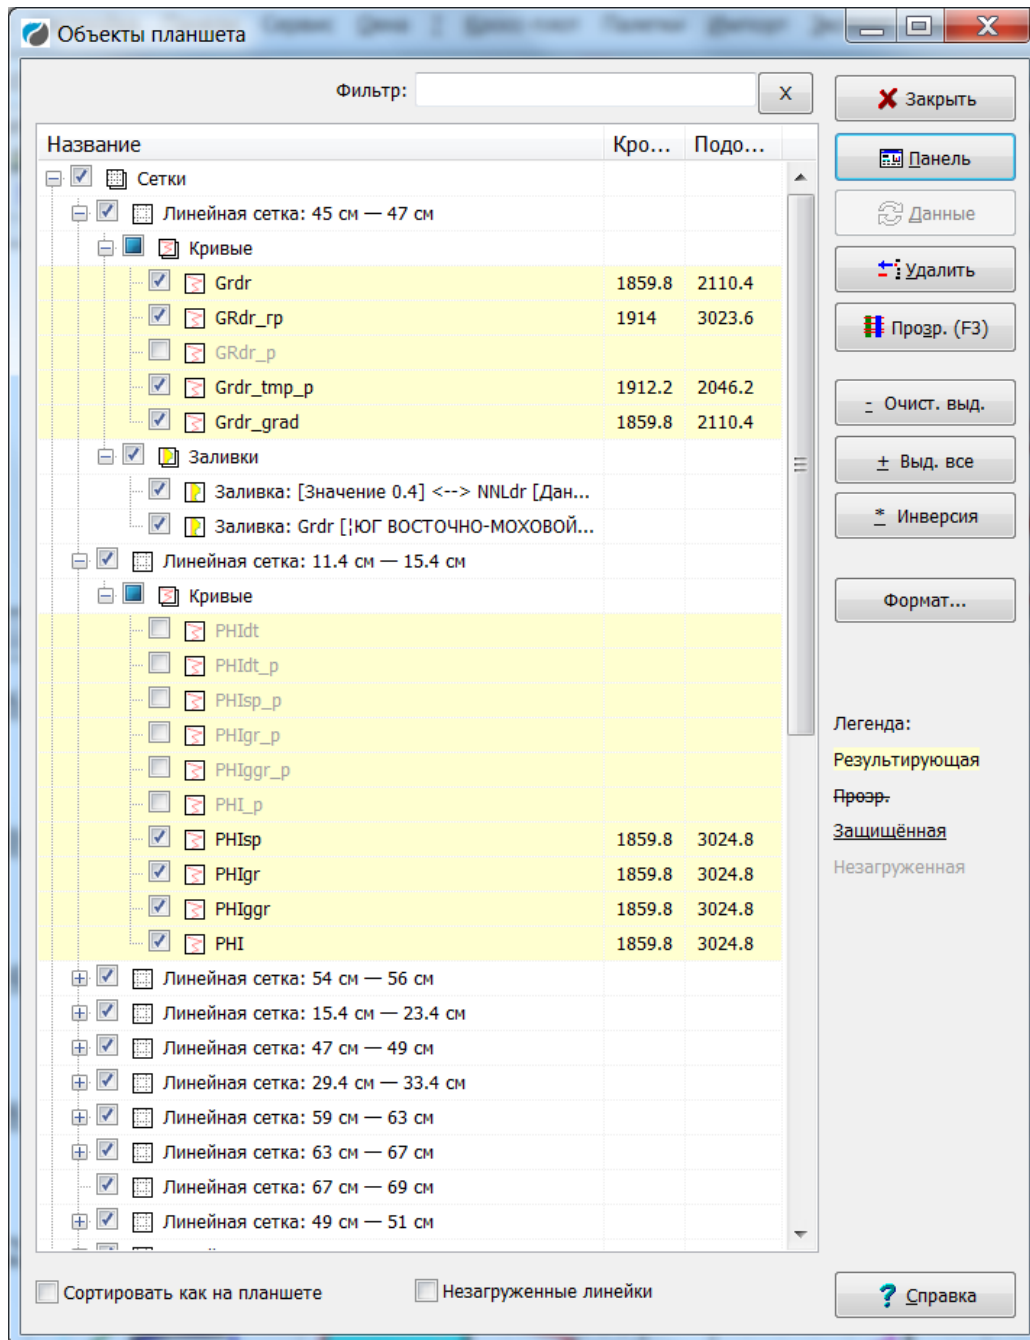 Объекты планшета
Фильтр:
X
Закрыть
Название Кро... Подо...
Панель
Сетки
Линейная сетка: 45 см — 47 см
Данные
Кривые
Grdr 1859.8 2110.4
Удалить
GRdr_гр 1914 3023.6
Прозр. (F3)
GRdr_p
Grdr_tmp_p 1912.2 2046.2
- Очист. выд.
Grdr_grad 1859.8 2110.4
Заливки
+ Выд. все
Заливка: [Значение 0.4] <--> NNLdr [Дан...
Заливка: Grdr [¦ЮГ ВОСТОЧНО-МОХОВОЙ...
* Инверсия
Линейная сетка: 11.4 см — 15.4 см
Кривые
Формат...
PHIdt
PHIdt_p
PHIsp_p
PHIgr_p
Легенда:
PHIggr_p
Результирующая
PHI_p
Прозр.
PHIsp 1859.8 3024.8
Защищённая
PHIgr 1859.8 3024.8
Незагруженная
PHIggr 1859.8 3024.8
PHI 1859.8 3024.8
Линейная сетка: 54 см — 56 см
Линейная сетка: 15.4 см — 23.4 см
Линейная сетка: 47 см — 49 см
Линейная сетка: 29.4 см — 33.4 см
Линейная сетка: 59 см — 63 см
Линейная сетка: 63 см — 67 см
Линейная сетка: 67 см — 69 см
Линейная сетка: 49 см — 51 см
Сортировать как на планшете
Незагруженные линейки
? Справка